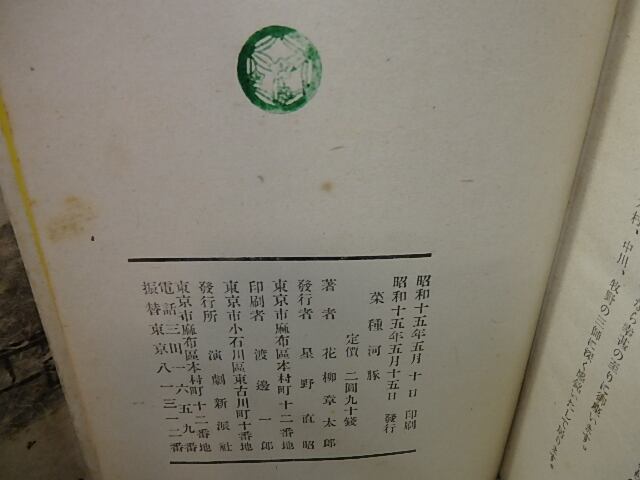 昭和十五年五月十日 印刷
昭和十五年五月十五日 發行
菜種河豚
定價 二圓九十錢
著者 花柳章太郎
發行者 星野直昭
東京市麻布區本村町十二番地
印刷者 渡邊一郎
東京市小石川區東古川町十番地
發行所 演劇新派社
東京市麻布區本村町十二番地
電話三田一六五九番
振替東京八一三一二番